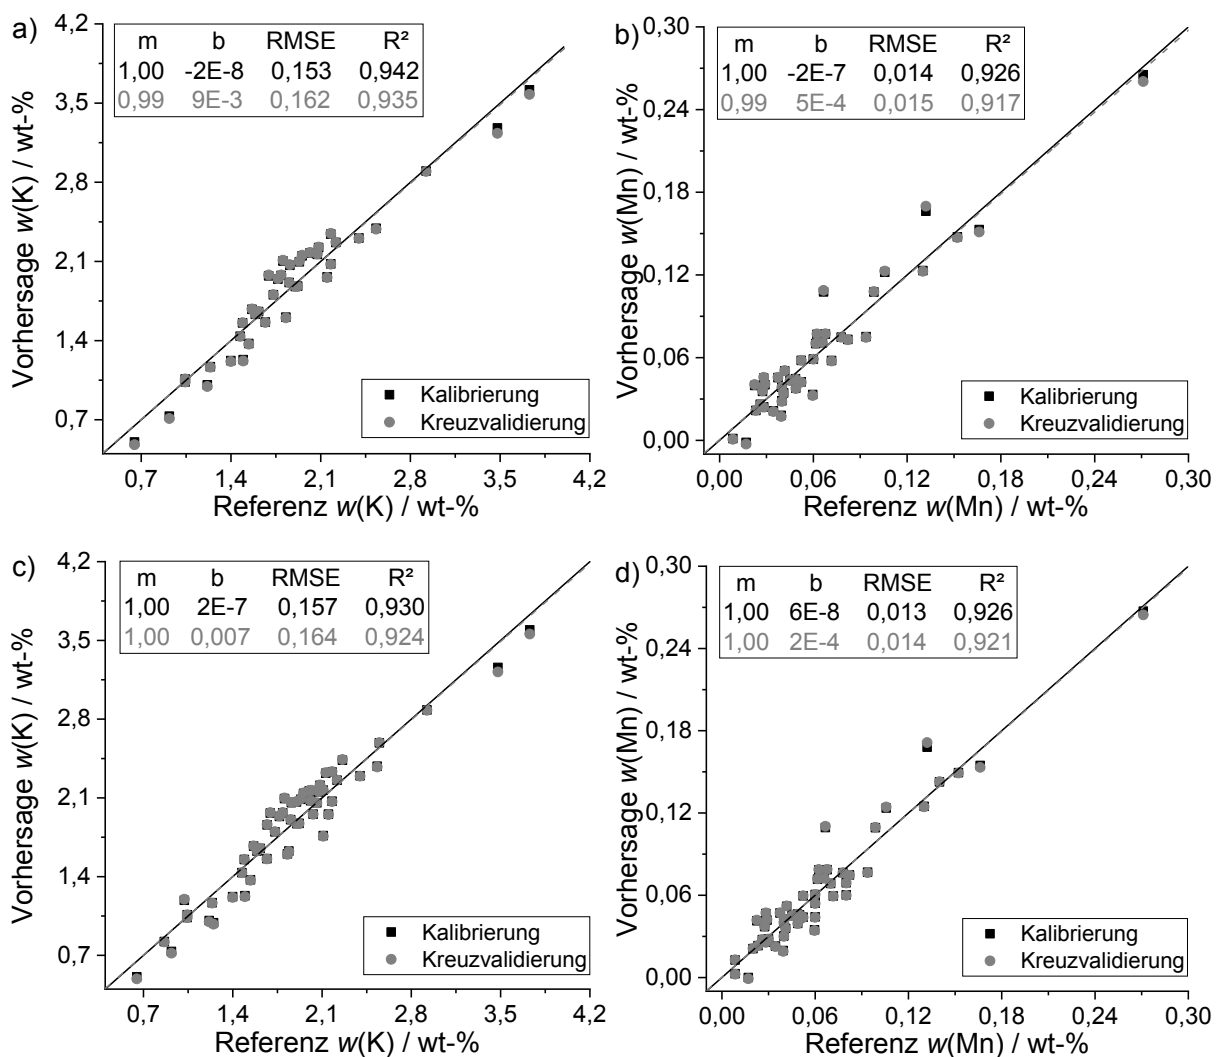 a)
m b RMSE R²
1,00 -2E-8 0,153 0,942
0,99 9E-3 0,162 0,935
4,2
3,5
2,8
2,1
1,4
0,7
Vorhersage w(K) / wt-%
Kalibrierung
Kreuzvalidierung
0,7 1,4 2,1 2,8 3,5 4,2
Referenz w(K) / wt-%
b)
m b RMSE R²
1,00 -2E-7 0,014 0,926
0,99 5E-4 0,015 0,917
0,30
0,24
0,18
0,12
0,06
0,00
Vorhersage w(Mn) / wt-%
Kalibrierung
Kreuzvalidierung
0,00 0,06 0,12 0,18 0,24 0,30
Referenz w(Mn) / wt-%
c)
m b RMSE R²
1,00 2E-7 0,157 0,930
1,00 0,007 0,164 0,924
4,2
3,5
2,8
2,1
1,4
0,7
Vorhersage w(K) / wt-%
Kalibrierung
Kreuzvalidierung
0,7 1,4 2,1 2,8 3,5 4,2
Referenz w(K) / wt-%
d)
m b RMSE R²
1,00 6E-8 0,013 0,926
1,00 2E-4 0,014 0,921
0,30
0,24
0,18
0,12
0,06
0,00
Vorhersage w(Mn) / wt-%
Kalibrierung
Kreuzvalidierung
0,00 0,06 0,12 0,18 0,24 0,30
Referenz w(Mn) / wt-%